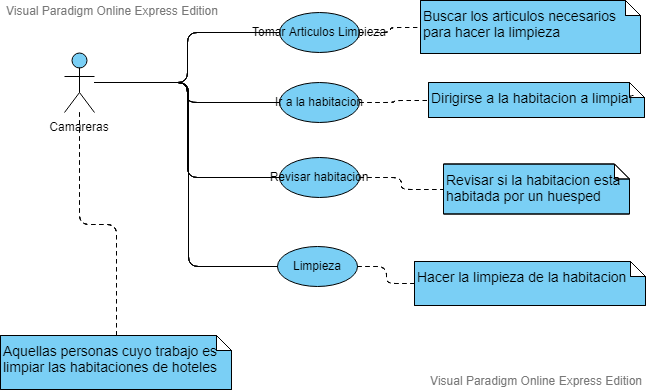 Visual Paradigm Online Express Edition
Tomar Articulos Limpieza
Buscar los articulos necesarios
para hacer la limpieza
Camareras
Ir a la habitacion
Dirigirse a la habitacion a limpiar
Revisar habitacion
Revisar si la habitacion esta
habitada por un huesped
Limpieza
Hacer la limpieza de la habitacion
Aquellas personas cuyo trabajo es
limpiar las habitaciones de hoteles
Visual Paradigm Online Express Edition